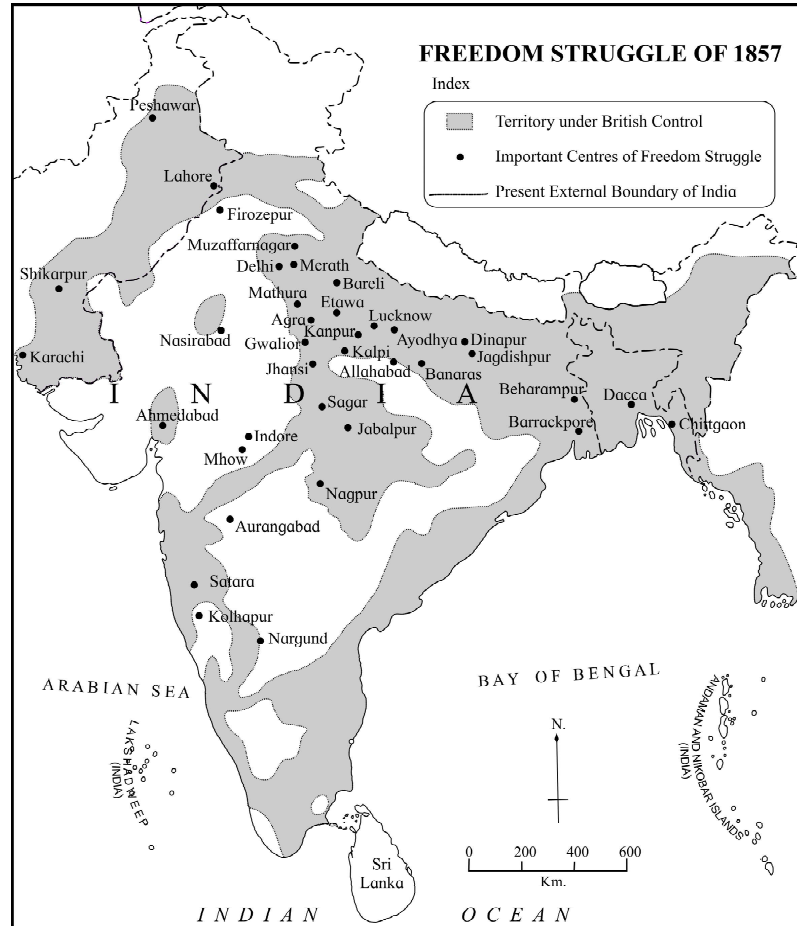 FREEDOM STRUGGLE OF 1857
Index
Territory under British Control
Important Centres of Freedom Struggle
Present External Boundary of India
Peshawar
Lahore
Firozepur
Muzaffarnagar
Delhi
Merath
Shikarpur
Bareli
Mathura
Etawa
Lucknow
Agra
Kanpur
Ayodhya
Dinapur
Nasirabad
Gwalior
Kalpi
Jagdishpur
Karachi
Jhansi
Allahabad
Banaras
I N D I A
Beharampur
Dacca
Ahmedabad
Sagar
Barrackpore
Chittgaon
Indore
Jabalpur
Mhow
Nagpur
Aurangabad
Satara
Kolhapur
Nargund
ARABIAN SEA
BAY OF BENGAL
LAKSHADWEEP
(INDIA)
ANDAMAN AND NIKOBAR ISLANDS
(INDIA)
N.
0 200 400 600
Km.
Sri
Lanka
INDIAN OCEAN